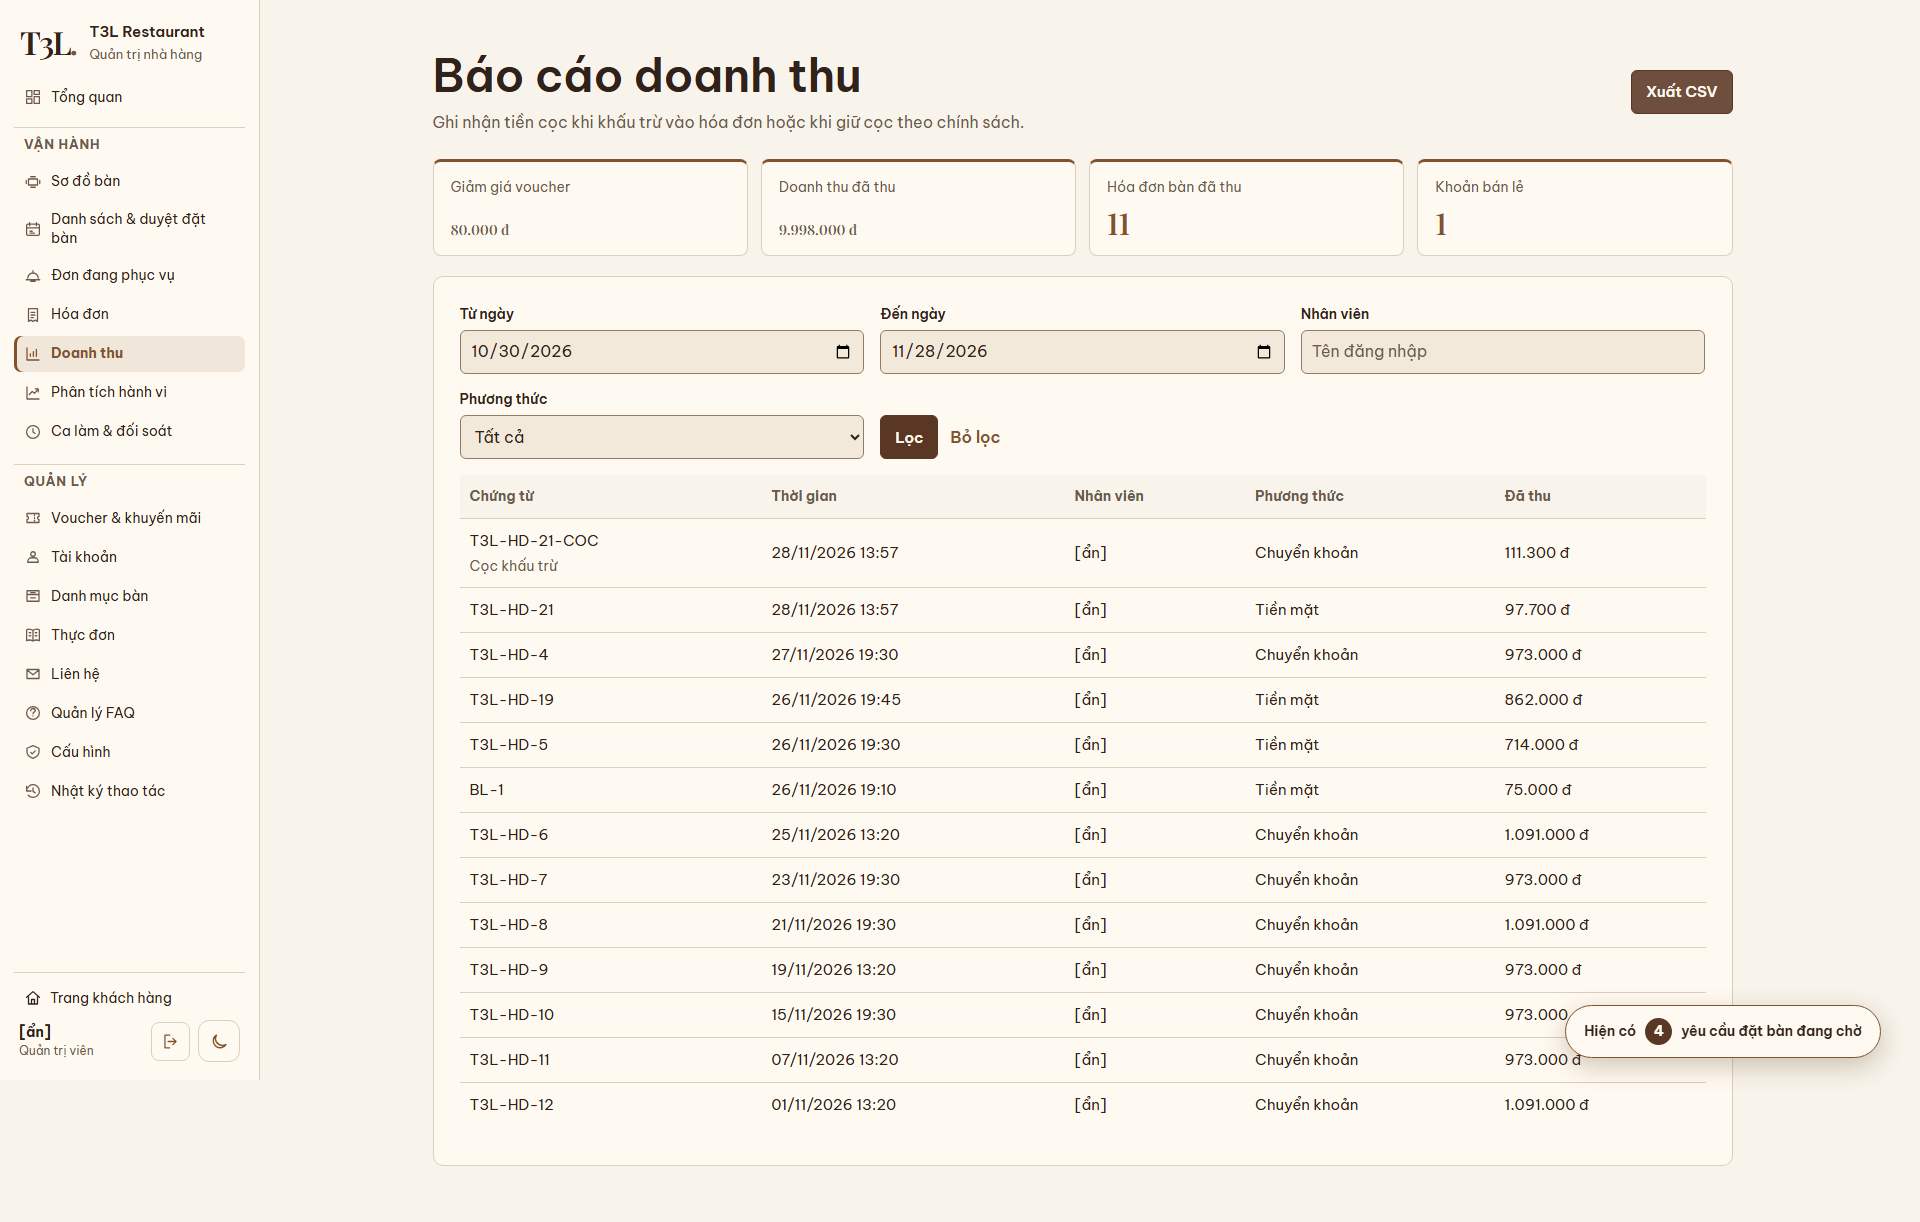 T3L.
T3L Restaurant
Quản trị nhà hàng
Tổng quan
VẬN HÀNH
Sơ đồ bàn
Danh sách & duyệt đặt
bàn
Đơn đang phục vụ
Hóa đơn
Doanh thu
Phân tích hành vi
Ca làm & đối soát
QUẢN LÝ
Voucher & khuyến mãi
Tài khoản
Danh mục bàn
Thực đơn
Liên hệ
Quản lý FAQ
Cấu hình
Nhật ký thao tác
Trang khách hàng
[ẩn]
Quản trị viên
Báo cáo doanh thu
Ghi nhận tiền cọc khi khấu trừ vào hóa đơn hoặc khi giữ cọc theo chính sách.
Xuất CSV
Giảm giá voucher
80.000 đ
Doanh thu đã thu
9.998.000 đ
Hóa đơn bàn đã thu
11
Khoản bán lẻ
1
Từ ngày
10/30/2026
Đến ngày
11/28/2026
Nhân viên
Tên đăng nhập
Phương thức
Tất cả
Lọc
Bỏ lọc
Chứng từ Thời gian Nhân viên Phương thức Đã thu
T3L-HD-21-COC
Cọc khấu trừ
28/11/2026 13:57 [ẩn] Chuyển khoản 111.300 đ
T3L-HD-21 28/11/2026 13:57 [ẩn] Tiền mặt 97.700 đ
T3L-HD-4 27/11/2026 19:30 [ẩn] Chuyển khoản 973.000 đ
T3L-HD-19 26/11/2026 19:45 [ẩn] Tiền mặt 862.000 đ
T3L-HD-5 26/11/2026 19:30 [ẩn] Tiền mặt 714.000 đ
BL-1 26/11/2026 19:10 [ẩn] Tiền mặt 75.000 đ
T3L-HD-6 25/11/2026 13:20 [ẩn] Chuyển khoản 1.091.000 đ
T3L-HD-7 23/11/2026 19:30 [ẩn] Chuyển khoản 973.000 đ
T3L-HD-8 21/11/2026 19:30 [ẩn] Chuyển khoản 1.091.000 đ
T3L-HD-9 19/11/2026 13:20 [ẩn] Chuyển khoản 973.000 đ
T3L-HD-10 15/11/2026 19:30 [ẩn] Chuyển khoản 973.000
T3L-HD-11 07/11/2026 13:20 [ẩn] Chuyển khoản 973.000 đ
T3L-HD-12 01/11/2026 13:20 [ẩn] Chuyển khoản 1.091.000 đ
Hiện có 4 yêu cầu đặt bàn đang chờ